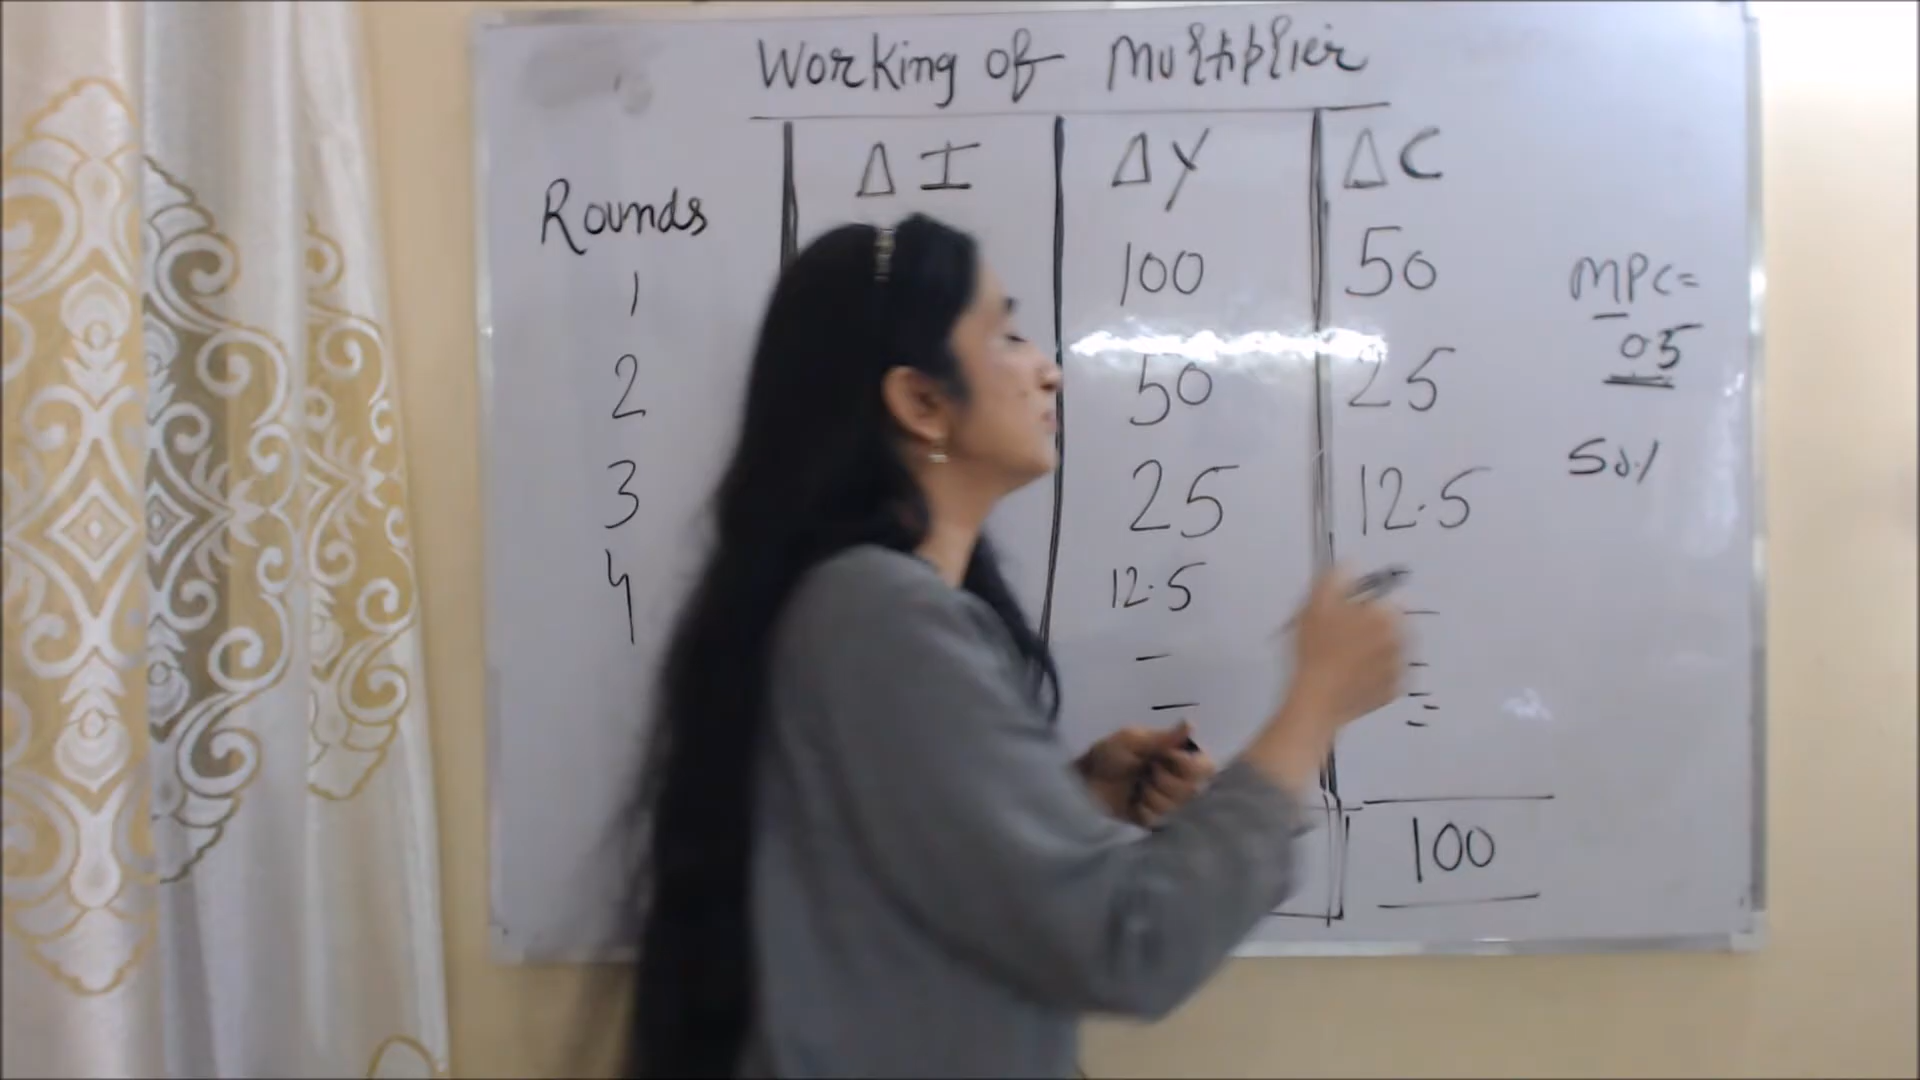 Working of Multiplier
Rounds ΔI ΔY ΔC
1 100 50
2 50 25
3 25 12.5
4 12.5 —
100
MPC=
0.5
50%